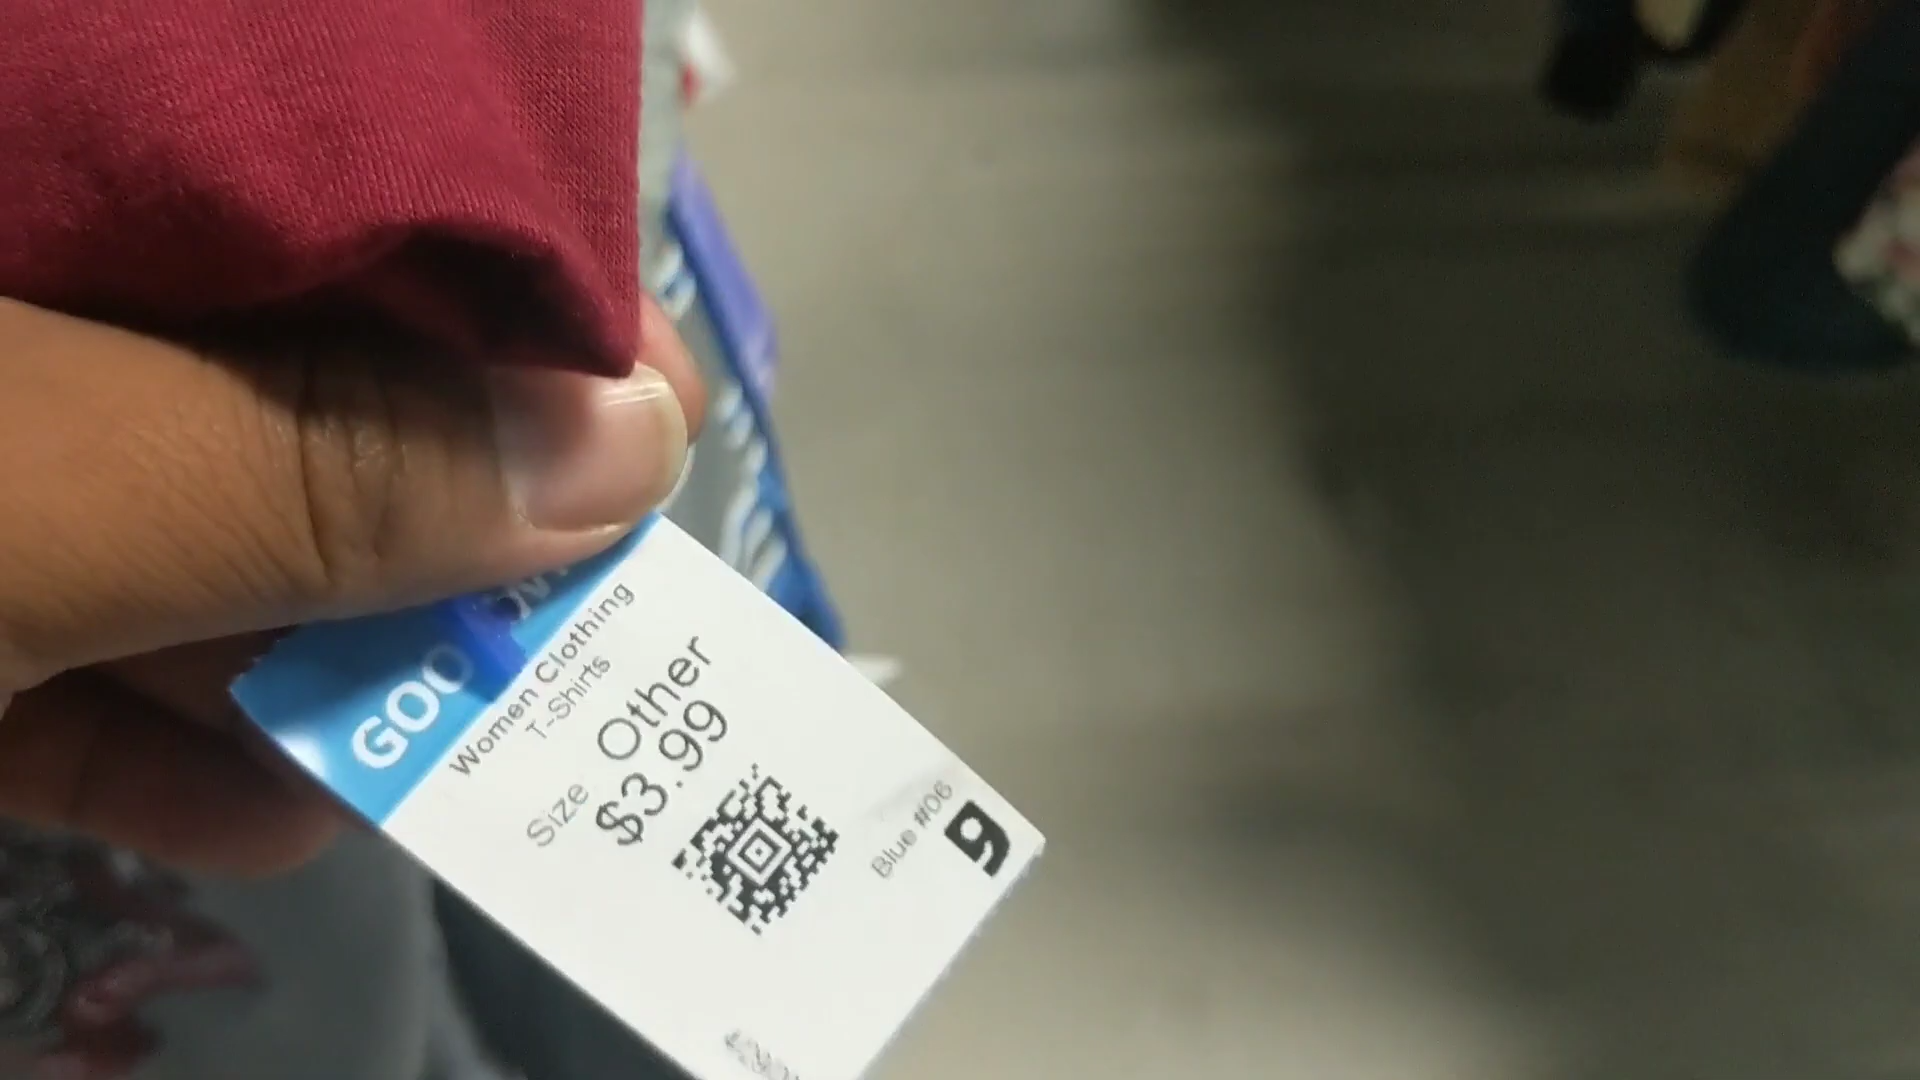 GOO
Women Clothing
T-Shirts
Size Other
$3.99
Blue #06
g